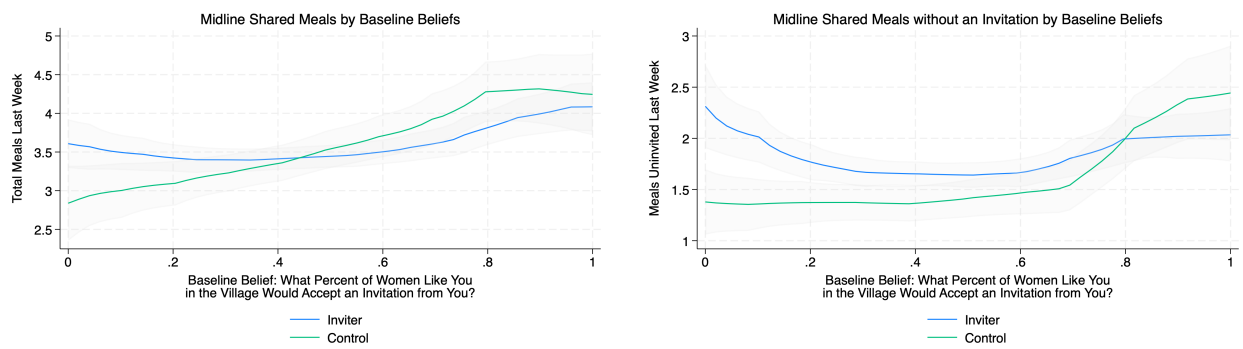 Midline Shared Meals by Baseline Beliefs
Total Meals Last Week
5
4.5
4
3.5
3
2.5
0 .2 .4 .6 .8 1
Baseline Belief: What Percent of Women Like You
in the Village Would Accept an Invitation from You?
Inviter
Control
Midline Shared Meals without an Invitation by Baseline Beliefs
Meals Uninvited Last Week
3
2.5
2
1.5
1
0 .2 .4 .6 .8 1
Baseline Belief: What Percent of Women Like You
in the Village Would Accept an Invitation from You?
Inviter
Control